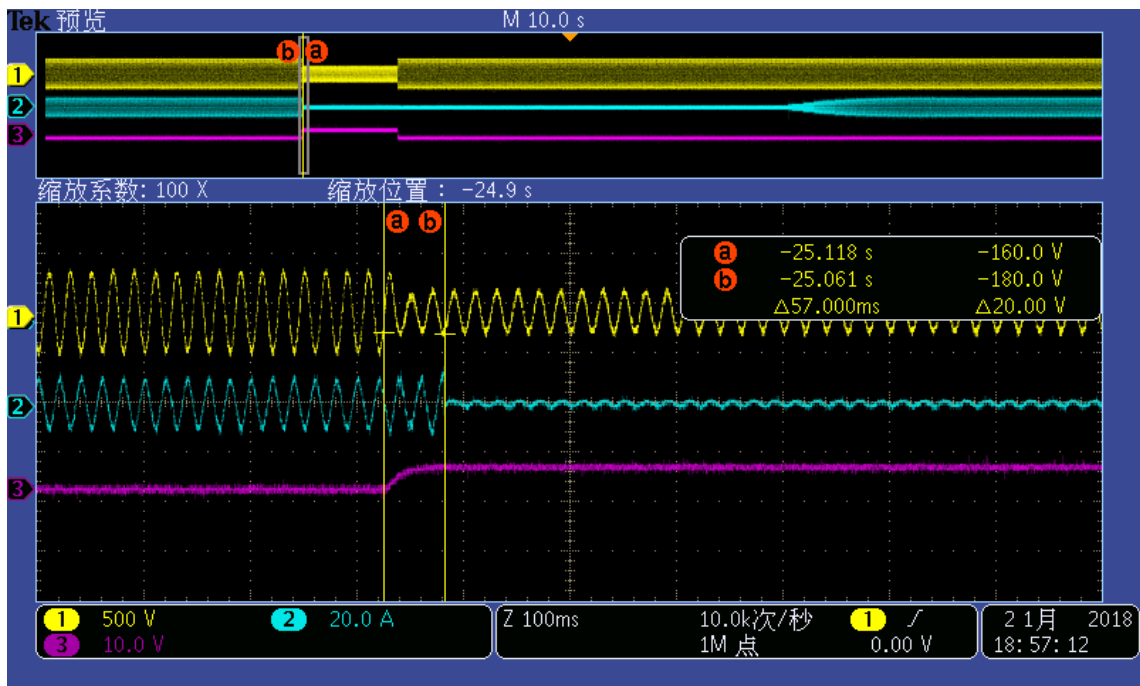 Tek 预览 M 10.0 s
b a
1
2
3
缩放系数: 100 X 缩放位置： -24.9 s
a b
a -25.118 s -160.0 V
b -25.061 s -180.0 V
△57.000ms △20.00 V
1
2
3
1 500 V 2 20.0 A Z 100ms 10.0k次/秒 1 2 1月 2018
3 10.0 V 1M 点 0.00 V 18:57:12